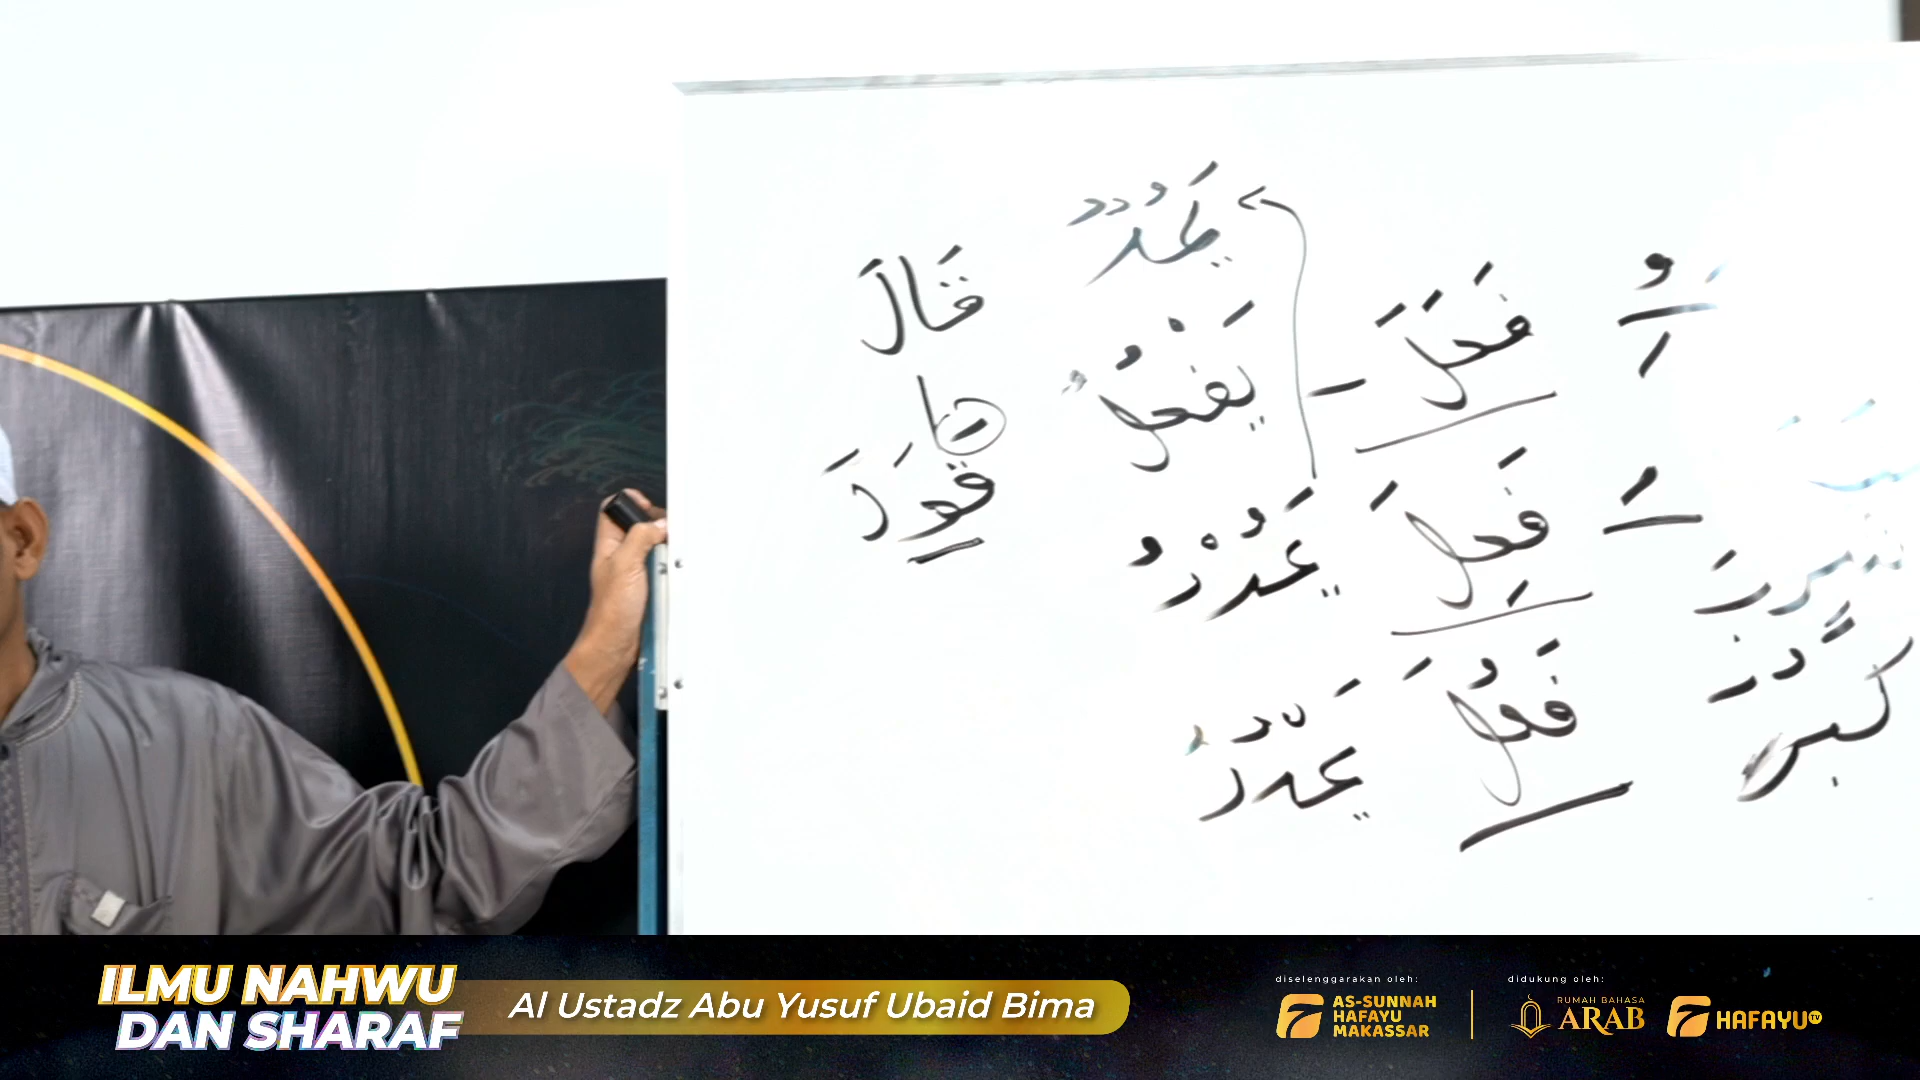 قَالَ
فَعَلَ
يَفْعُلُ
قَوَلَ
فَعِلَ
يَمُدْدُ
فَعُلَ
كَبُرَ
يَمُدُّ
ILMU NAHWU
DAN SHARAF
Al Ustadz Abu Yusuf Ubaid Bima
diselenggarakan oleh:
AS-SUNNAH
HAFAYU
MAKASSAR
didukung oleh:
RUMAH BAHASA
ARAB
HAFAYU TV